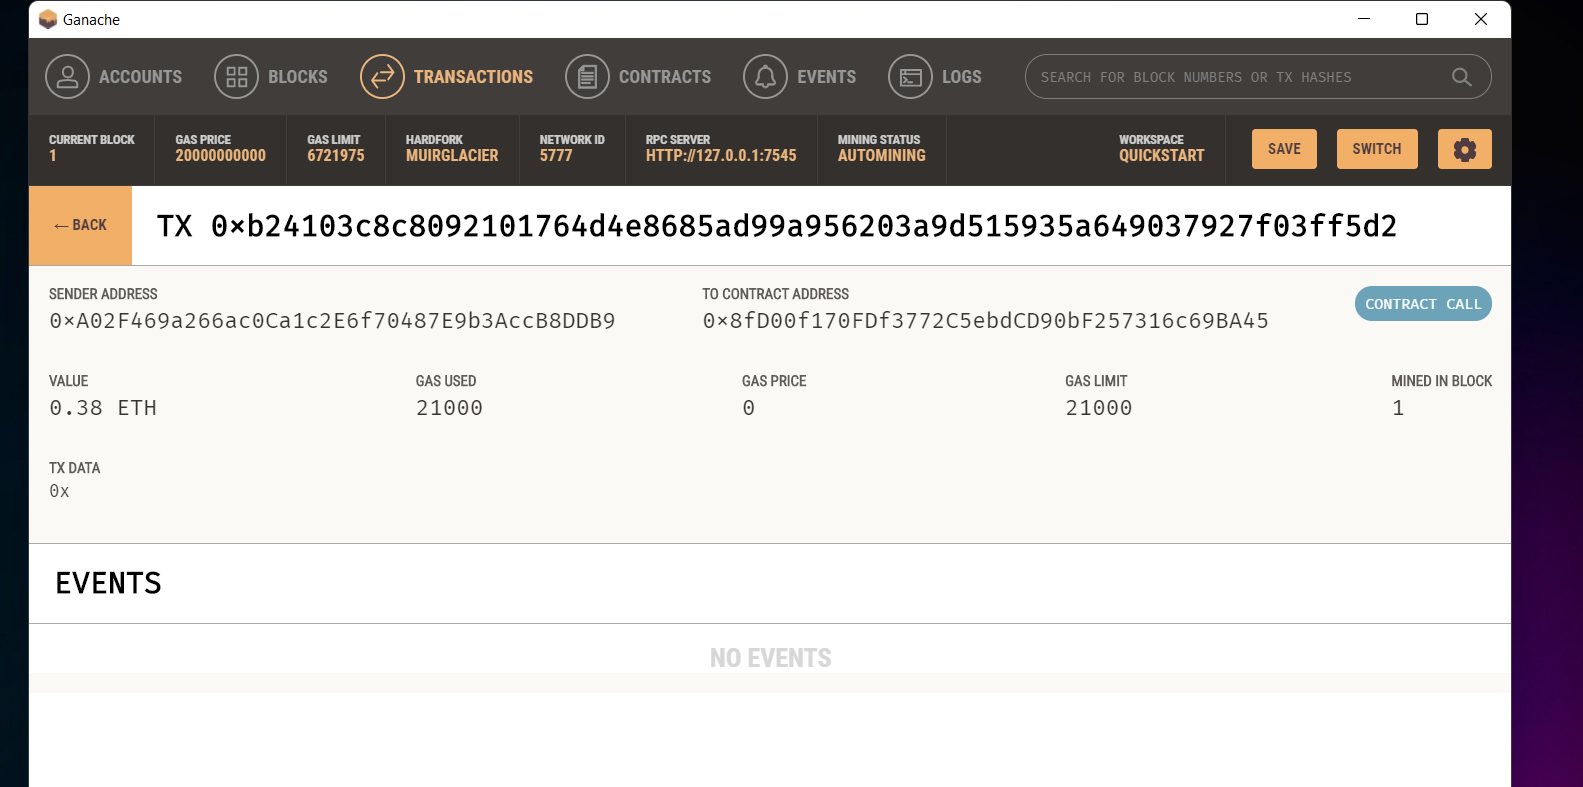 Ganache
ACCOUNTS BLOCKS TRANSACTIONS CONTRACTS EVENTS LOGS SEARCH FOR BLOCK NUMBERS OR TX HASHES
CURRENT BLOCK GAS PRICE GAS LIMIT HARDFORK NETWORK ID RPC SERVER MINING STATUS WORKSPACE
1 20000000000 6721975 MUIRGLACIER 5777 HTTP://127.0.0.1:7545 AUTOMINING QUICKSTART SAVE SWITCH
← BACK TX 0×b24103c8c8092101764d4e8685ad99a956203a9d515935a649037927f03ff5d2
SENDER ADDRESS TO CONTRACT ADDRESS
0×A02F469a266ac0Ca1c2E6f70487E9b3AccB8DDB9 0×8fD00f170FDf3772C5ebdCD90bF257316c69BA45 CONTRACT CALL
VALUE GAS USED GAS PRICE GAS LIMIT MINED IN BLOCK
0.38 ETH 21000 0 21000 1
TX DATA
0x
EVENTS
NO EVENTS